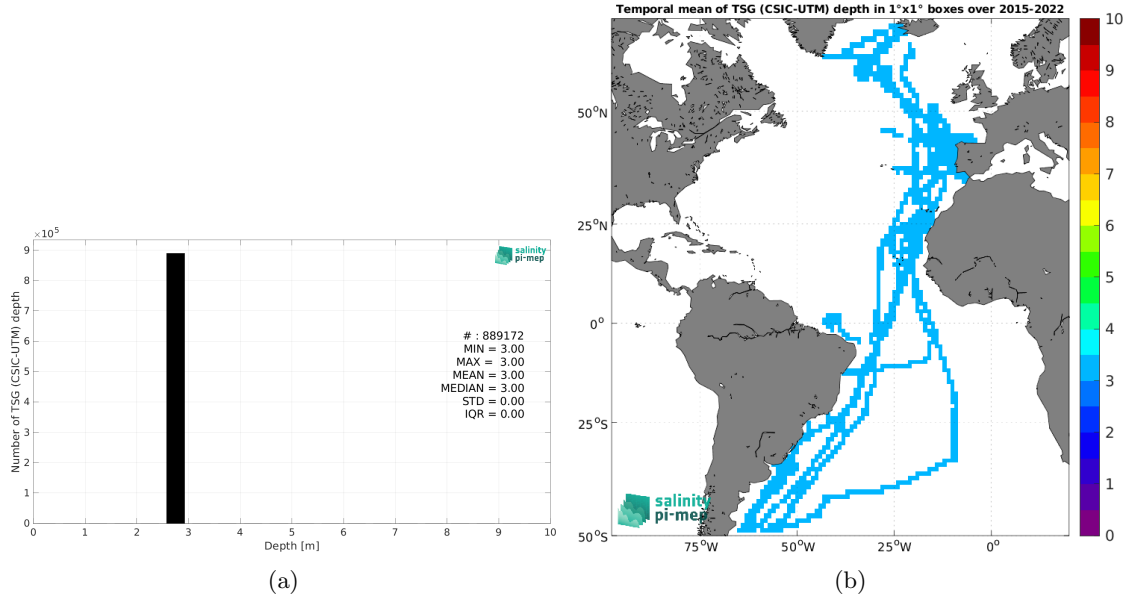 ×10⁵
9
8
7
6
5
4
3
2
1
0
Number of TSG (CSIC-UTM) depth
0 1 2 3 4 5 6 7 8 9 10
Depth [m]
salinity
pi-mep
# : 889172
MIN = 3.00
MAX = 3.00
MEAN = 3.00
MEDIAN = 3.00
STD = 0.00
IQR = 0.00
(a)
Temporal mean of TSG (CSIC-UTM) depth in 1°x1° boxes over 2015-2022
50°N
25°N
0°
25°S
50°S
75°W 50°W 25°W 0°
salinity
pi-mep
10
9
8
7
6
5
4
3
2
1
0
(b)